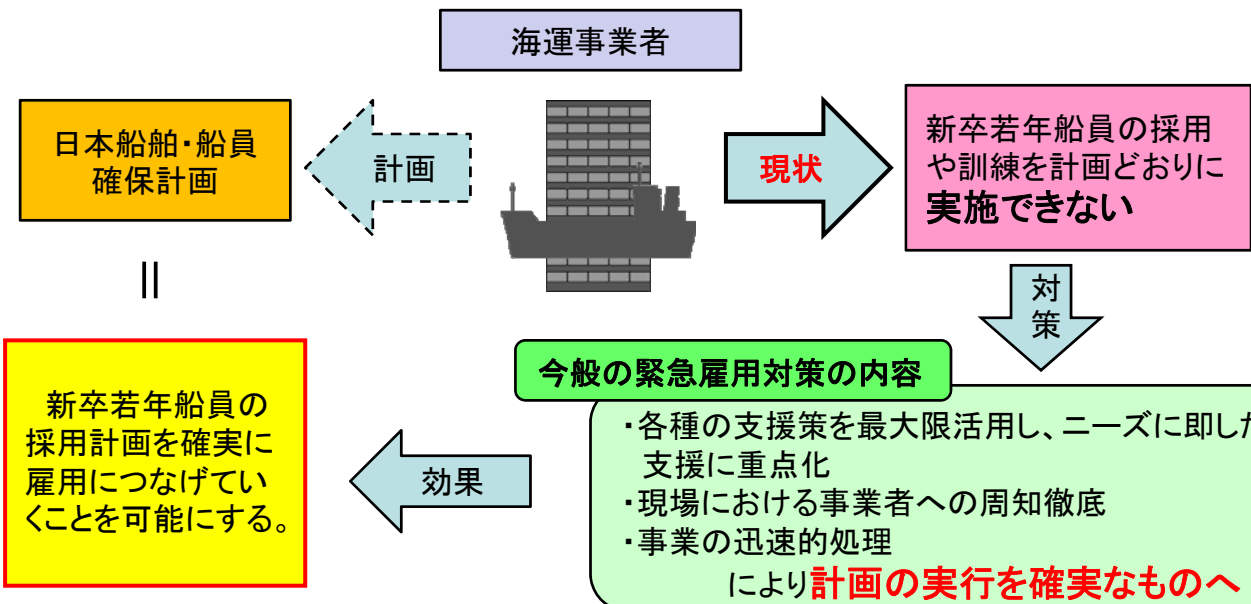 海運事業者
日本船舶・船員
確保計画
計画
現状
新卒若年船員の採用
や訓練を計画どおりに
実施できない
||
対
策
今般の緊急雇用対策の内容
・各種の支援策を最大限活用し、ニーズに即した
支援に重点化
・現場における事業者への周知徹底
・事業の迅速的処理
により計画の実行を確実なものへ
効果
新卒若年船員の
採用計画を確実に
雇用につなげてい
くことを可能にする。